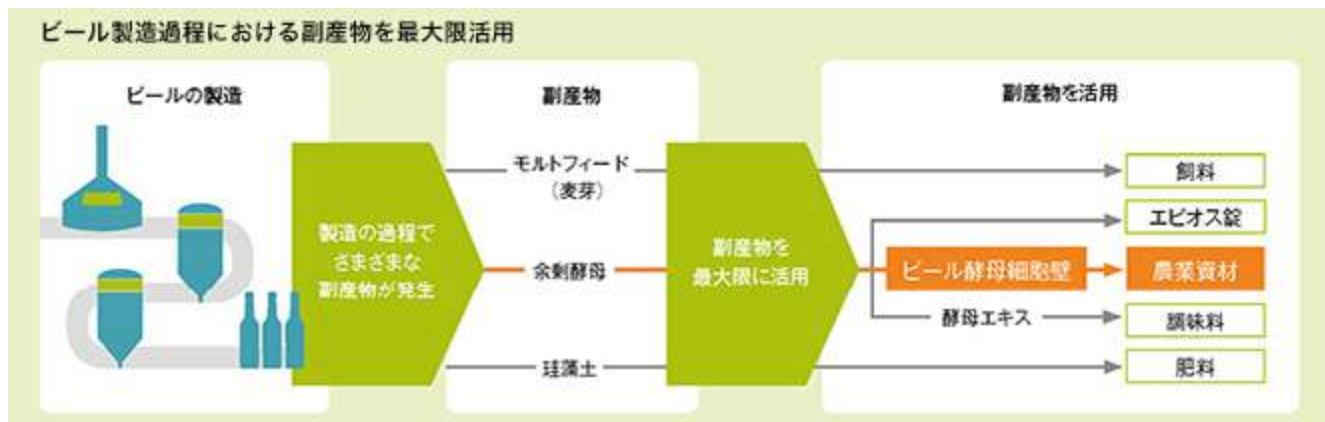 ビール製造過程における副産物を最大限活用
ビールの製造
副産物
副産物を活用
製造の過程で
さまざまな
副産物が発生
モルトフィード
(麦芽)
余剰酵母
珪藻土
副産物を
最大限に活用
飼料
エビオス錠
ビール酵母細胞壁
農業資材
酵母エキス
調味料
肥料